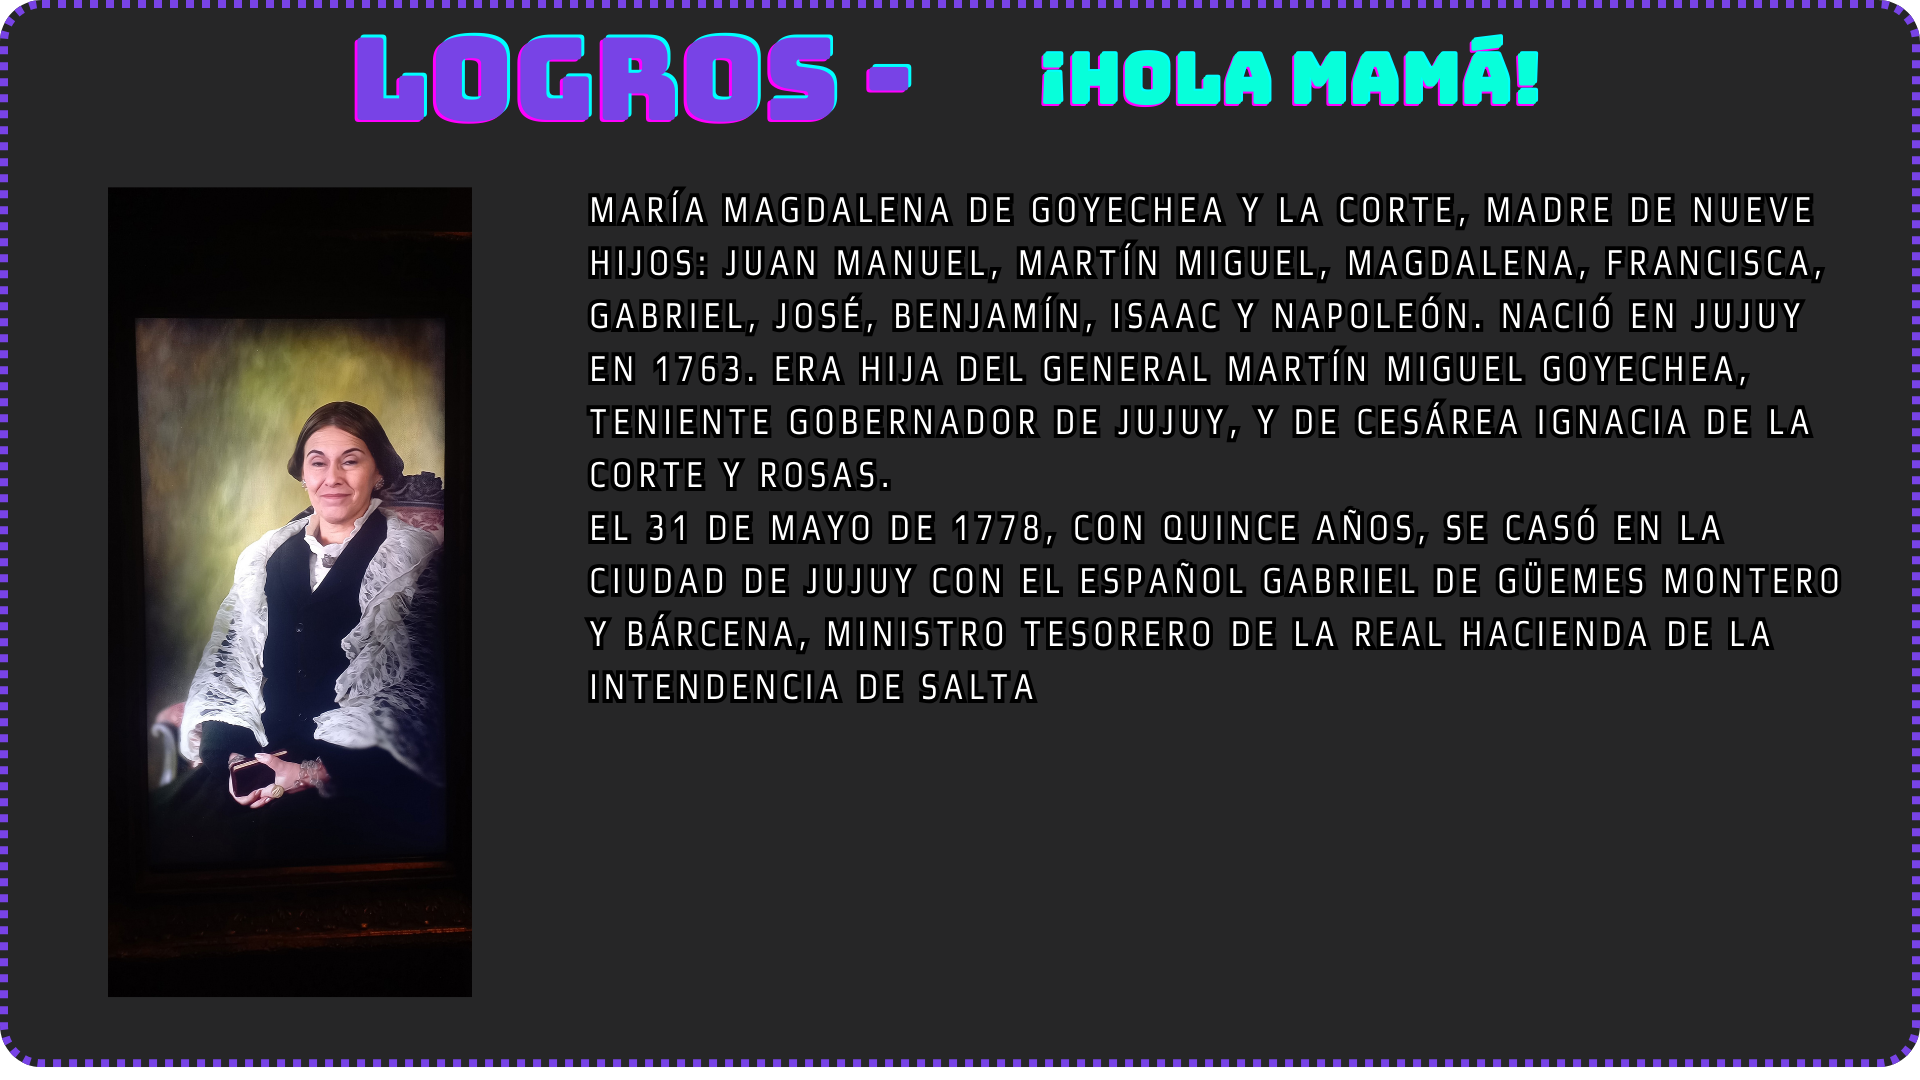 LOGROS - ¡HOLA MAMÁ!
MARÍA MAGDALENA DE GOYECHEA Y LA CORTE, MADRE DE NUEVE
HIJOS: JUAN MANUEL, MARTÍN MIGUEL, MAGDALENA, FRANCISCA,
GABRIEL, JOSÉ, BENJAMÍN, ISAAC Y NAPOLEÓN. NACIÓ EN JUJUY
EN 1763. ERA HIJA DEL GENERAL MARTÍN MIGUEL GOYECHEA,
TENIENTE GOBERNADOR DE JUJUY, Y DE CESÁREA IGNACIA DE LA
CORTE Y ROSAS.
EL 31 DE MAYO DE 1778, CON QUINCE AÑOS, SE CASÓ EN LA
CIUDAD DE JUJUY CON EL ESPAÑOL GABRIEL DE GÜEMES MONTERO
Y BÁRCENA, MINISTRO TESORERO DE LA REAL HACIENDA DE LA
INTENDENCIA DE SALTA